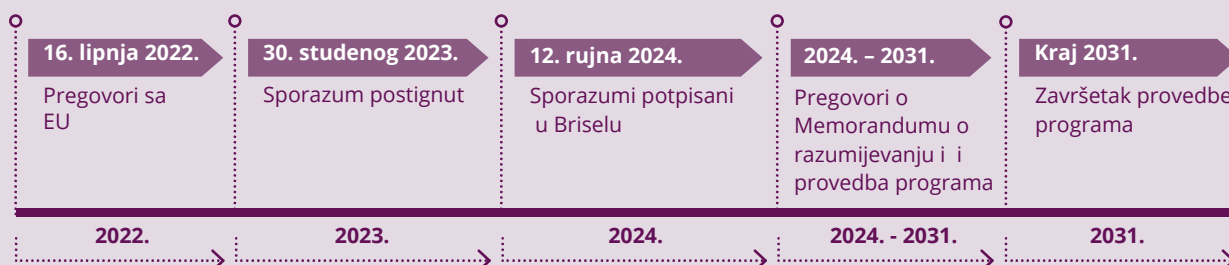 16. lipnja 2022.
Pregovori sa
EU
30. studenog 2023.
Sporazum postignut
12. rujna 2024.
Sporazumi potpisani
u Briselu
2024. – 2031.
Pregovori o
Memorandumu o
razumijevanju i i
provedba programa
Kraj 2031.
Završetak provedbe
programa
2022.
2023.
2024.
2024. - 2031.
2031.